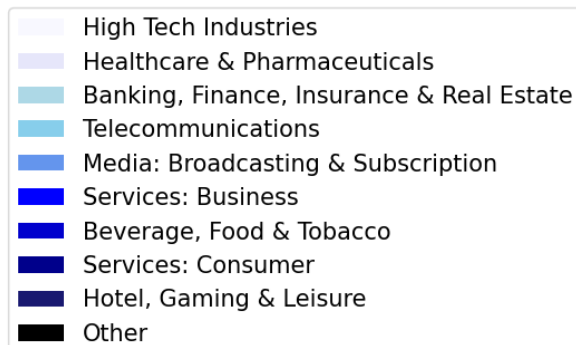 High Tech Industries
Healthcare & Pharmaceuticals
Banking, Finance, Insurance & Real Estate
Telecommunications
Media: Broadcasting & Subscription
Services: Business
Beverage, Food & Tobacco
Services: Consumer
Hotel, Gaming & Leisure
Other